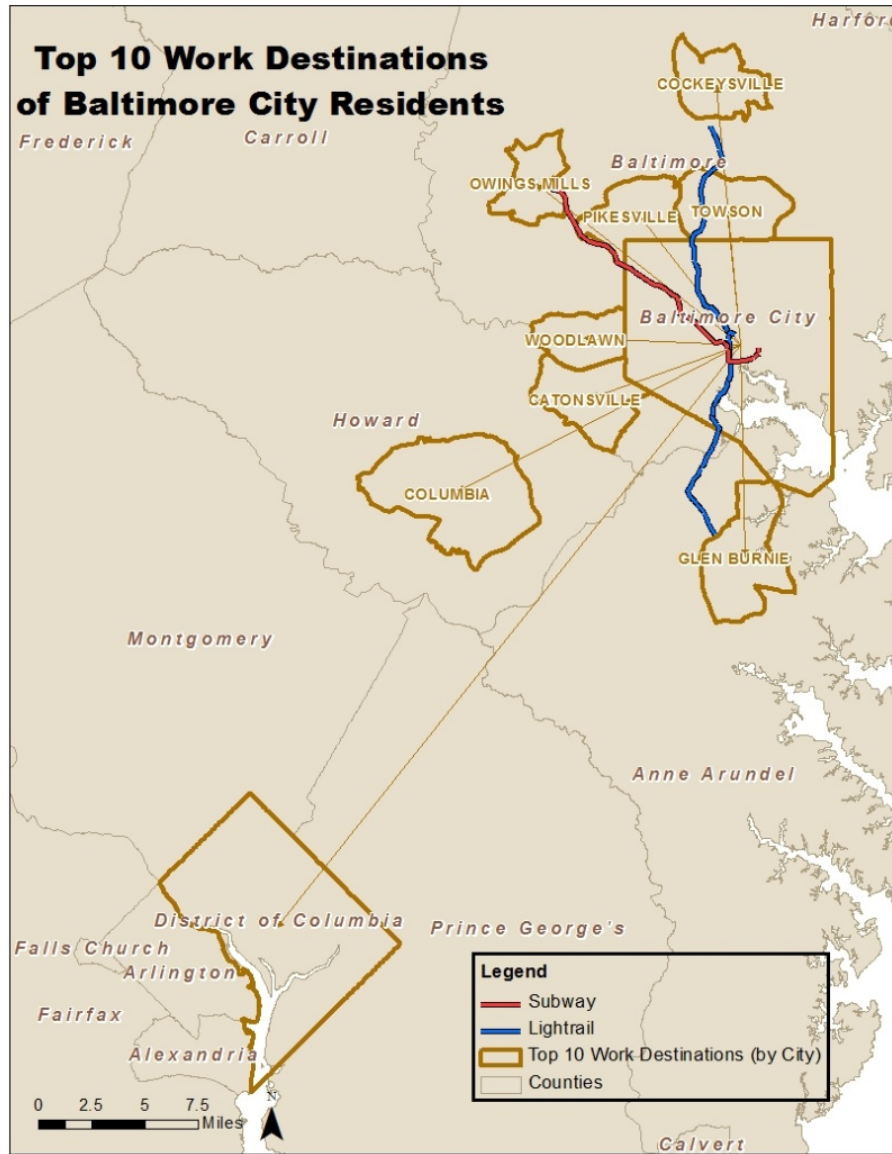 Top 10 Work Destinations
of Baltimore City Residents
Harford
COCKEYSVILLE
Frederick
Carroll
Baltimore
OWINGS MILLS
PIKESVILLE
TOWSON
Baltimore City
WOODLAWN
CATONSVILLE
Howard
COLUMBIA
GLEN BURNIE
Montgomery
Anne Arundel
District of Columbia
Prince George's
Falls Church
Arlington
Fairfax
Alexandria
Legend
Subway
Lightrail
Top 10 Work Destinations (by City)
Counties
N
0 2.5 5 7.5
Miles
Calvert